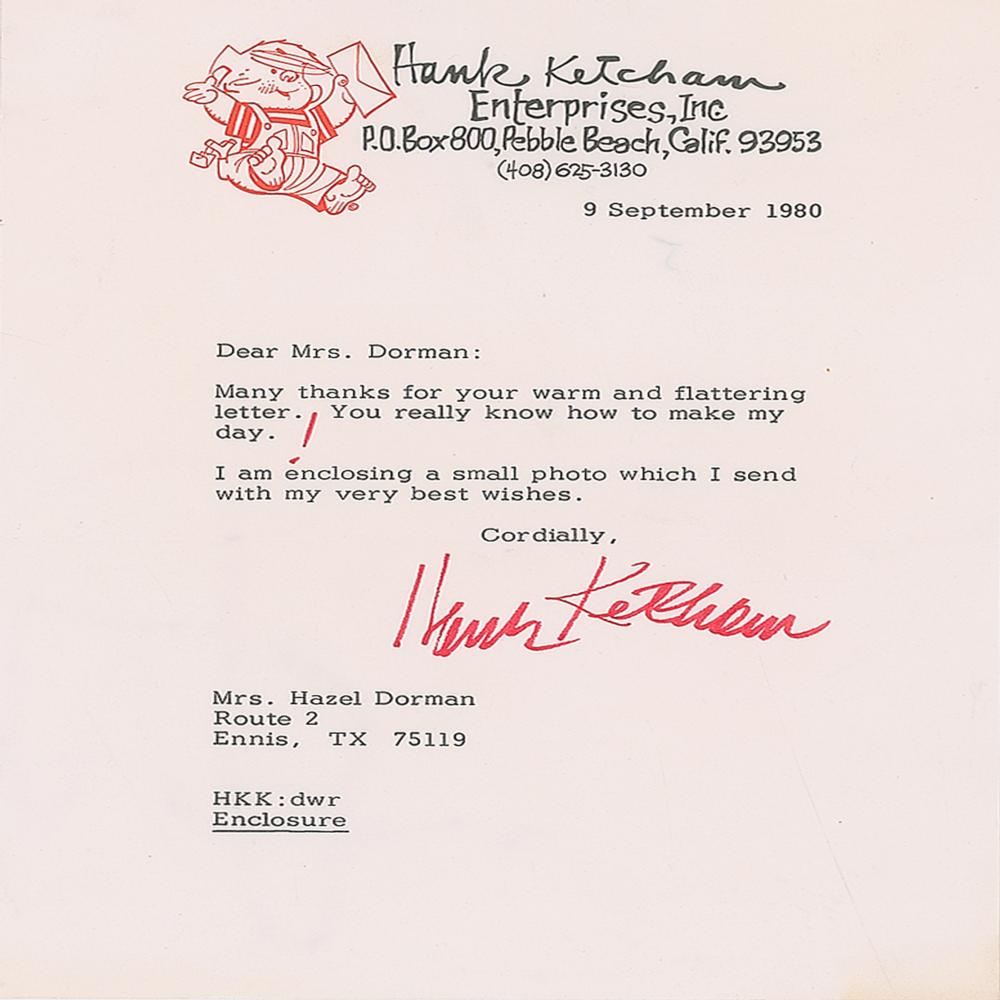 Hank Ketcham
Enterprises, Inc
P.O. Box 800, Pebble Beach, Calif. 93953
(408) 625-3130
9 September 1980
Dear Mrs. Dorman:
Many thanks for your warm and flattering
letter. ! You really know how to make my
day.
I am enclosing a small photo which I send
with my very best wishes.
Cordially,
Hank Ketcham
Mrs. Hazel Dorman
Route 2
Ennis, TX 75119
HKK:dwr
Enclosure